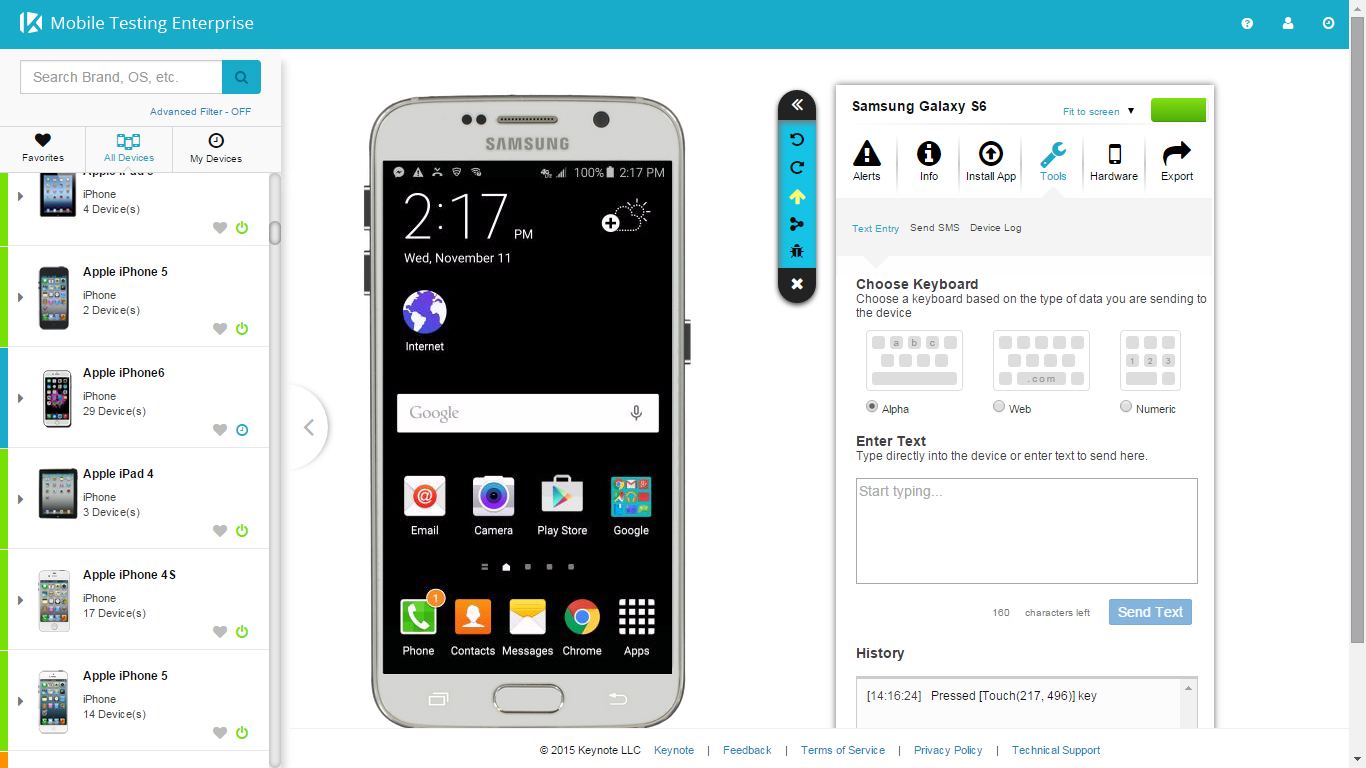 Mobile Testing Enterprise
Search Brand, OS, etc.
Advanced Filter - OFF
Favorites
All Devices
My Devices
iPhone
4 Device(s)
Apple iPhone 5
iPhone
2 Device(s)
Apple iPhone6
iPhone
29 Device(s)
Apple iPad 4
iPhone
3 Device(s)
Apple iPhone 4S
iPhone
17 Device(s)
Apple iPhone 5
iPhone
14 Device(s)
SAMSUNG
100% 2:17 PM
2:17 PM
Wed, November 11
Internet
Google
Email Camera Play Store Google
1
Phone Contacts Messages Chrome Apps
Samsung Galaxy S6
Fit to screen ▼
Alerts Info Install App Tools Hardware Export
Text Entry Send SMS Device Log
Choose Keyboard
Choose a keyboard based on the type of data you are sending to
the device
a b c
.com
1 2 3
Alpha Web Numeric
Enter Text
Type directly into the device or enter text to send here.
Start typing...
160 characters left Send Text
History
[14:16:24] Pressed [Touch(217, 496)] key
© 2015 Keynote LLC Keynote | Feedback | Terms of Service | Privacy Policy | Technical Support